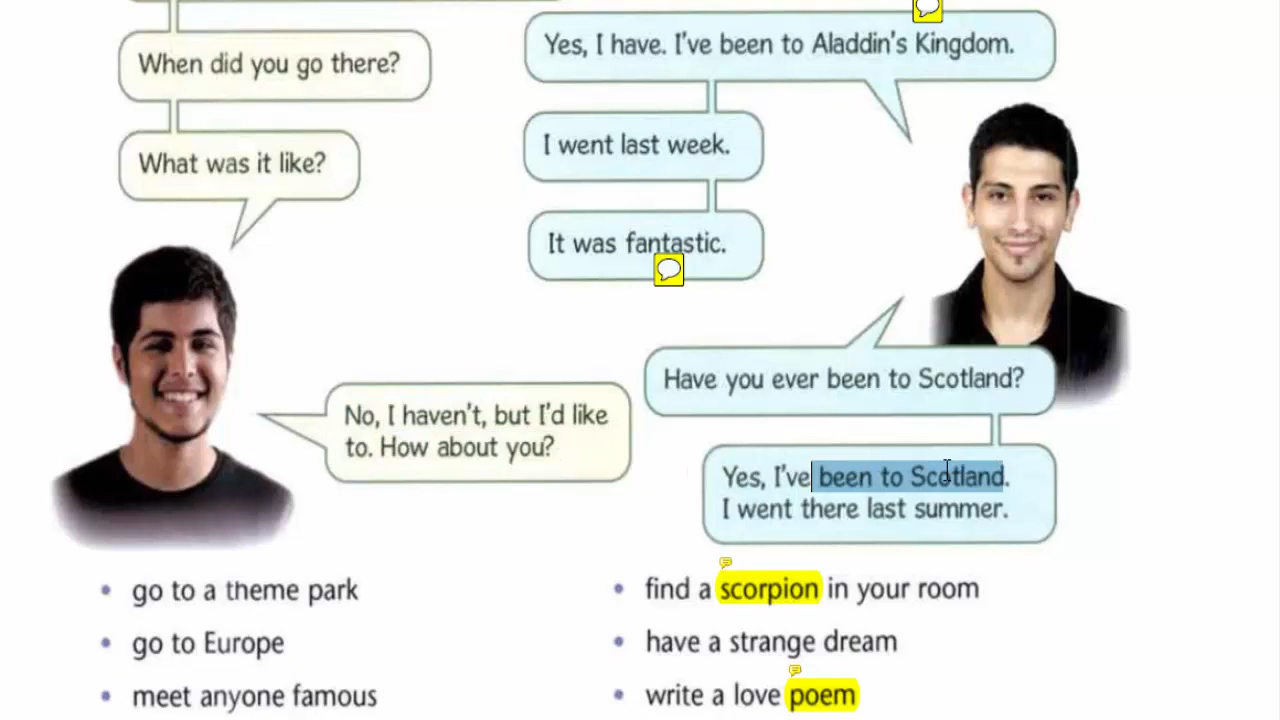 When did you go there?
What was it like?
Yes, I have. I've been to Aladdin's Kingdom.
I went last week.
It was fantastic.
Have you ever been to Scotland?
No, I haven't, but I'd like
to. How about you?
Yes, I've been to Scotland.
I went there last summer.
• go to a theme park
• go to Europe
• meet anyone famous
• find a scorpion in your room
• have a strange dream
• write a love poem